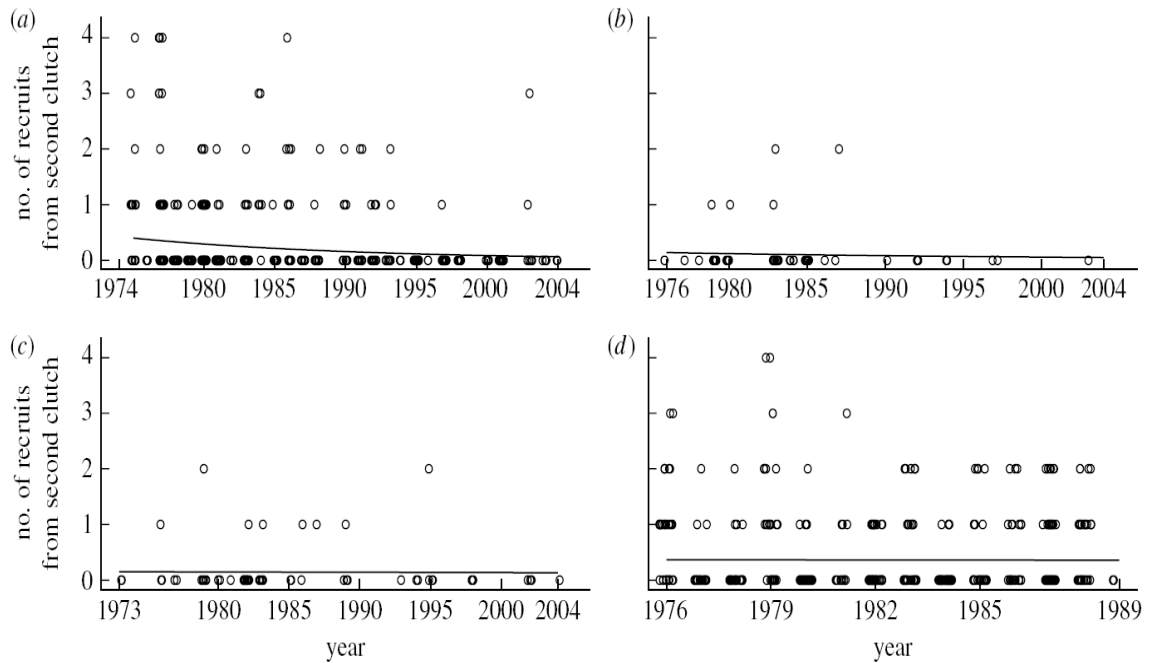 (a)
(b)
no. of recruits
from second clutch
4
3
2
1
0
1974 1980 1985 1990 1995 2000 2004
1976 1980 1985 1990 1995 2000 2004
(c)
(d)
no. of recruits
from second clutch
4
3
2
1
0
1973 1980 1985 1990 1995 2000 2004
1976 1979 1982 1985 1989
year
year